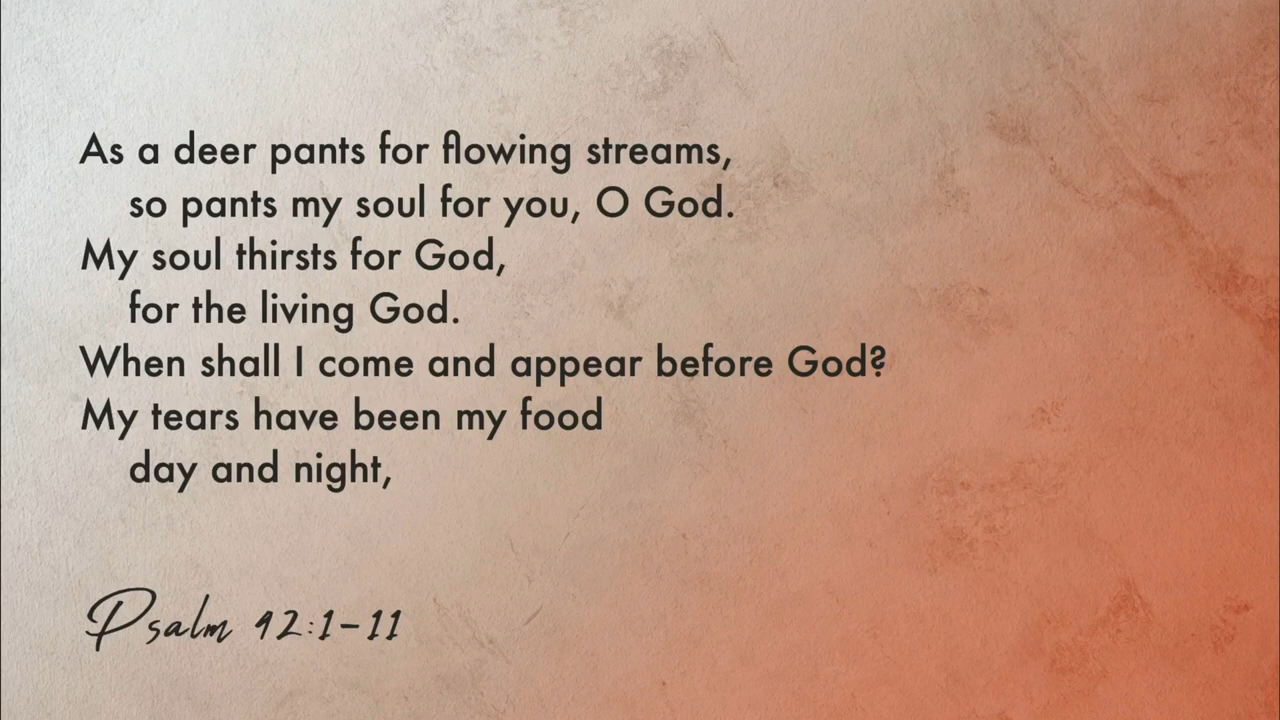 As a deer pants for flowing streams,
so pants my soul for you, O God.
My soul thirsts for God,
for the living God.
When shall I come and appear before God?
My tears have been my food
day and night,
Psalm 42:1-11